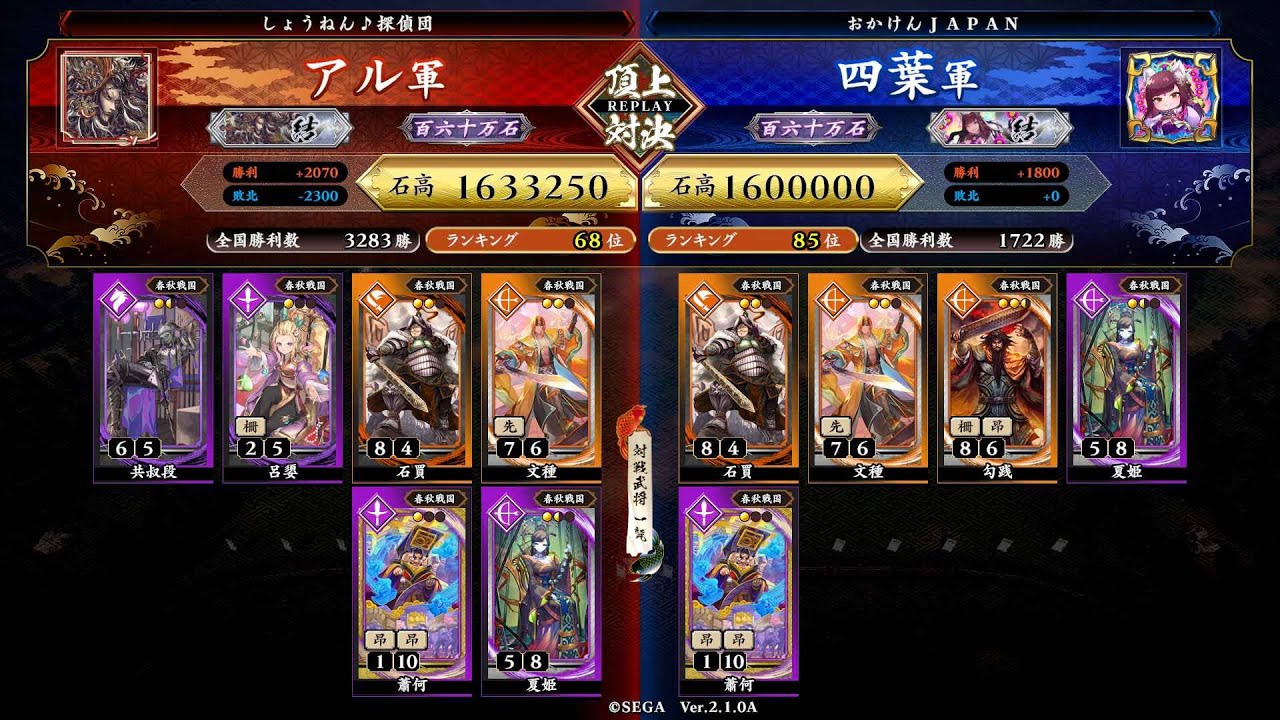 しょうねん♪探偵団
おかけんJAPAN
アル軍
四葉軍
頂上
REPLAY
対決
結
百六十万石
百六十万石
結
勝利 +2070
敗北 -2300
石高 1633250
石高 1600000
勝利 +1800
敗北 +0
全国勝利数 3283勝
ランキング 68位
ランキング 85位
全国勝利数 1722勝
春秋戦国
春秋戦国
春秋戦国
春秋戦国
春秋戦国
春秋戦国
春秋戦国
春秋戦国
柵
先
先
柵 昂
6 5
2 5
8 4
7 6
8 4
7 6
8 6
5 8
共叔段
呂嬃
石買
文種
石買
文種
勾践
夏姫
対戦武将一覧
春秋戦国
春秋戦国
春秋戦国
昂 昂
昂 昂
1 10
5 8
1 10
蕭何
夏姫
蕭何
©SEGA Ver.2.1.0A